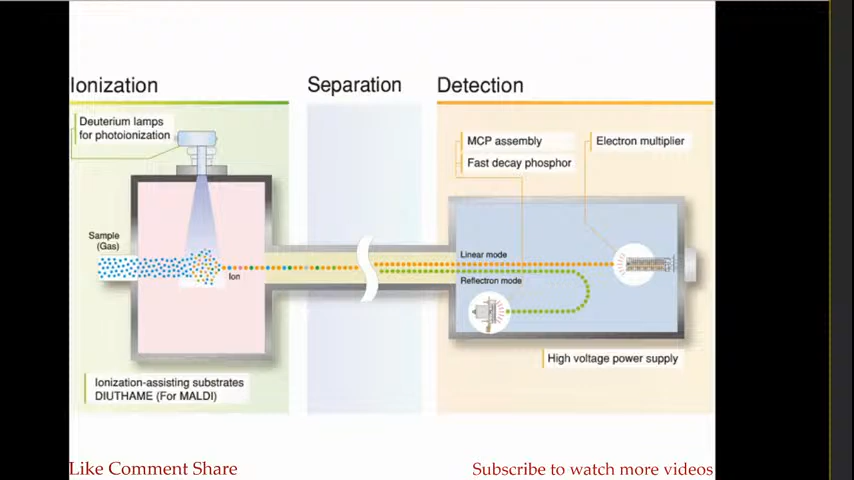 Ionization
Separation
Detection
Deuterium lamps
for photoionization
MCP assembly
Fast decay phosphor
Electron multiplier
Sample
(Gas)
Ion
Linear mode
Reflectron mode
High voltage power supply
Ionization-assisting substrates
DIUTHAME (For MALDI)
Like Comment Share
Subscribe to watch more videos